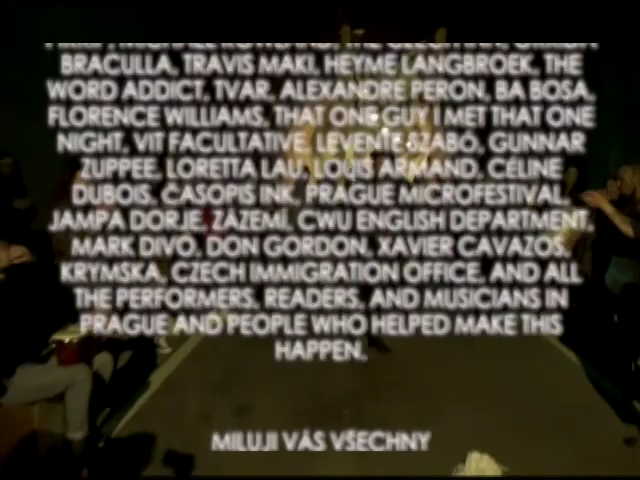 BRACULLA, TRAVIS MAKI, HEYME LANGBROEK, THE
WORD ADDICT, TVAR, ALEXANDRE PERON, BA BOSA,
FLORENCE WILLIAMS, THAT ONE GUY I MET THAT ONE
NIGHT, VIT FACULTATIVE, LEVENTE SZABÓ, GUNNAR
ZUPPEE, LORETTA LAU, LOUIS ARMAND, CÉLINE
DUBOIS, ČASOPIS INK, PRAGUE MICROFESTIVAL,
JAMPA DORJE, ZÁZEMÍ, CWU ENGLISH DEPARTMENT,
MARK DIVO, DON GORDON, XAVIER CAVAZOS,
KRYMSKA, CZECH IMMIGRATION OFFICE, AND ALL
THE PERFORMERS, READERS, AND MUSICIANS IN
PRAGUE AND PEOPLE WHO HELPED MAKE THIS
HAPPEN.
MILUJI VÁS VŠECHNY